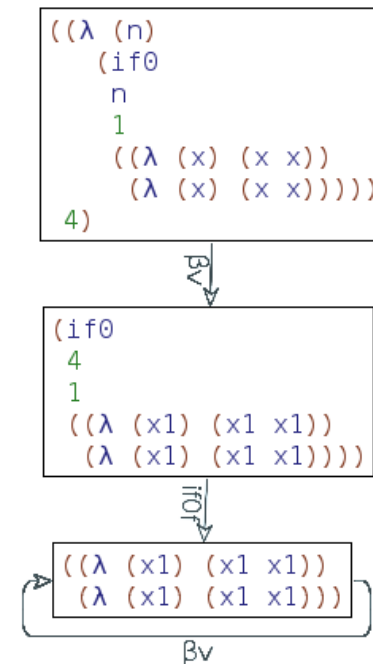 ((λ (n)
(if0
n
1
((λ (x) (x x))
(λ (x) (x x)))))
4)
βv
(if0
4
1
((λ (x1) (x1 x1))
(λ (x1) (x1 x1))))
if0f
((λ (x1) (x1 x1))
(λ (x1) (x1 x1)))
βv